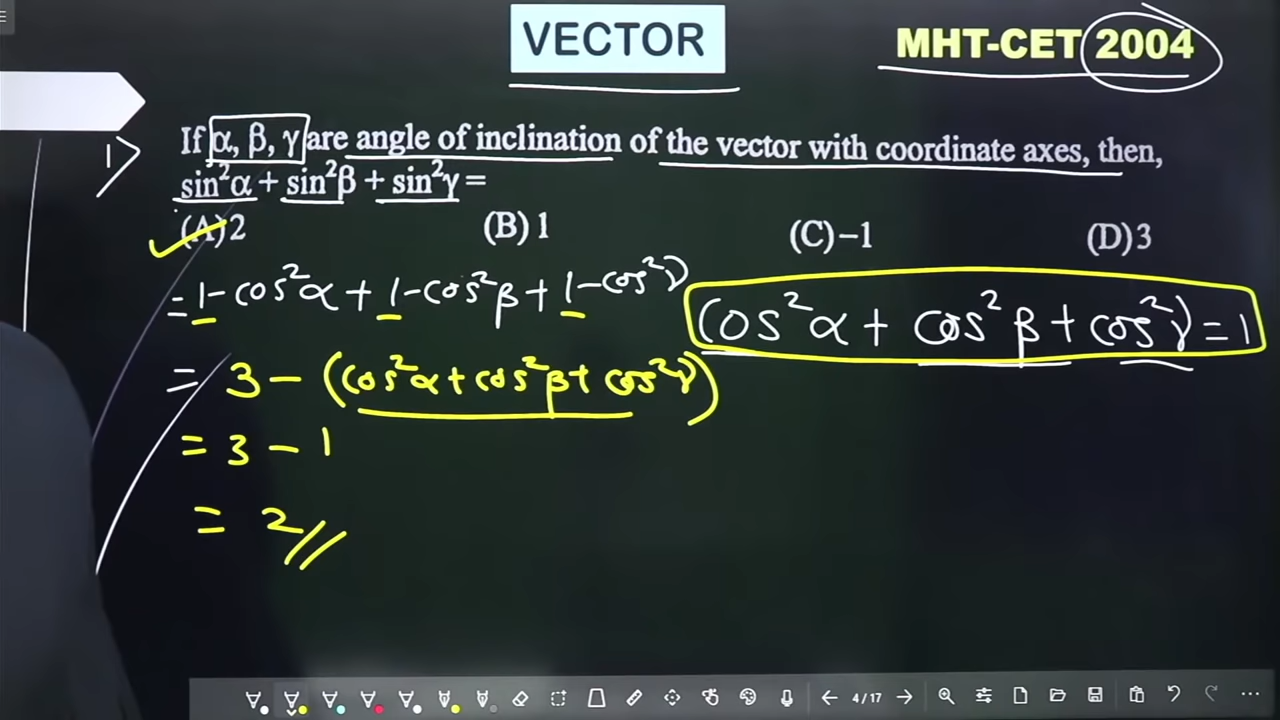 VECTOR
MHT-CET 2004
1) If α, β, γ are angle of inclination of the vector with coordinate axes, then,
sin²α + sin²β + sin²γ =
(A) 2 (B) 1 (C) -1 (D) 3
= 1 - cos²α + 1 - cos²β + 1 - cos²γ
cos²α + cos²β + cos²γ = 1
= 3 - (cos²α + cos²β + cos²γ)
= 3 - 1
= 2//
4/17